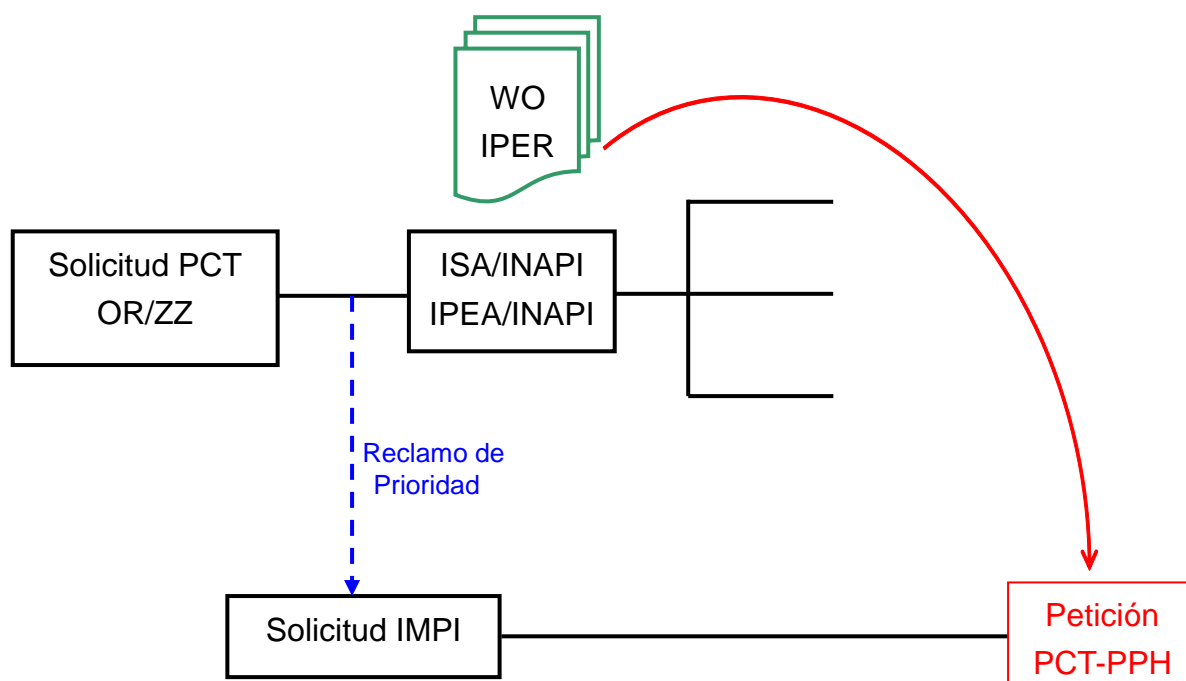 WO
IPER
Solicitud PCT
OR/ZZ
ISA/INAPI
IPEA/INAPI
Reclamo de
Prioridad
Solicitud IMPI
Petición
PCT-PPH